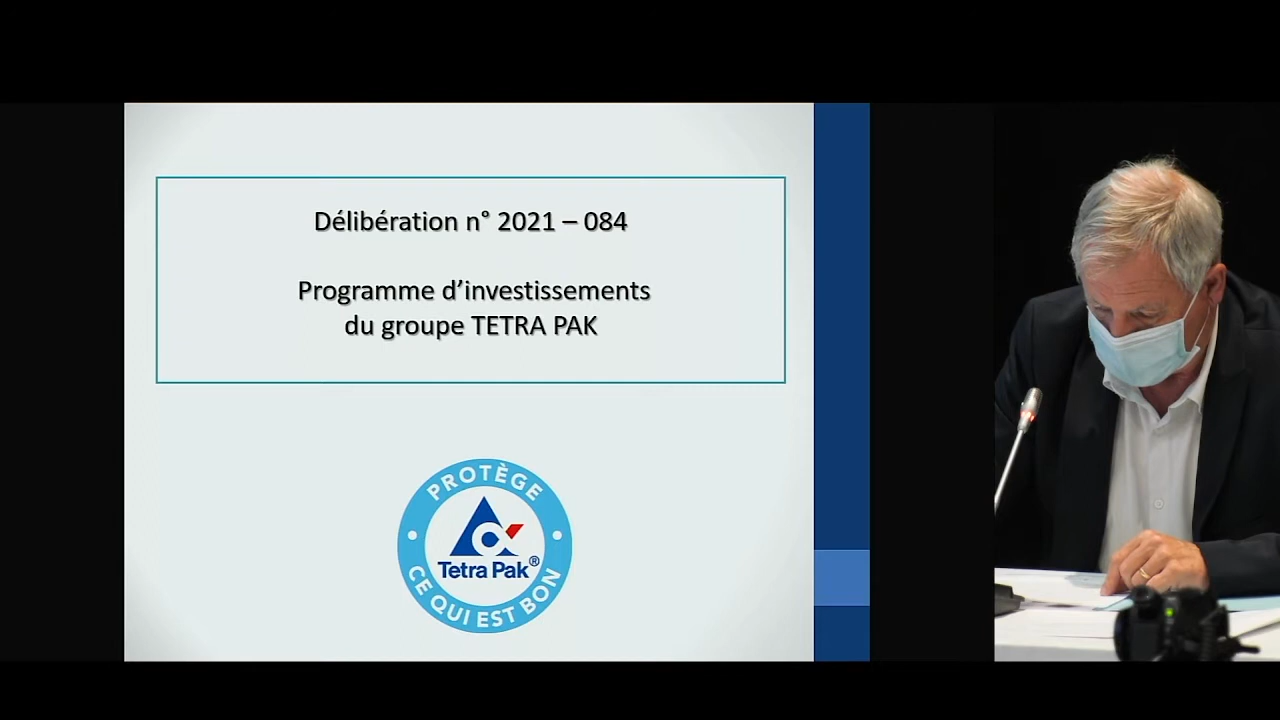 Délibération n° 2021 – 084
Programme d’investissements
du groupe TETRA PAK
PROTÈGE
Tetra Pak®
CE QUI EST BON